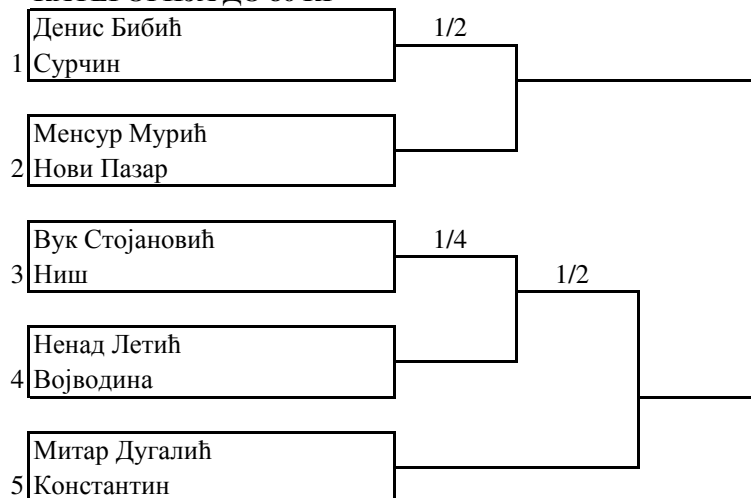 Денис Бибић
1/2
1 Сурчин
Менсур Мурић
2 Нови Пазар
Вук Стојановић
1/4
3 Ниш
1/2
Ненад Летић
4 Војводина
Митар Дугалић
5 Константин